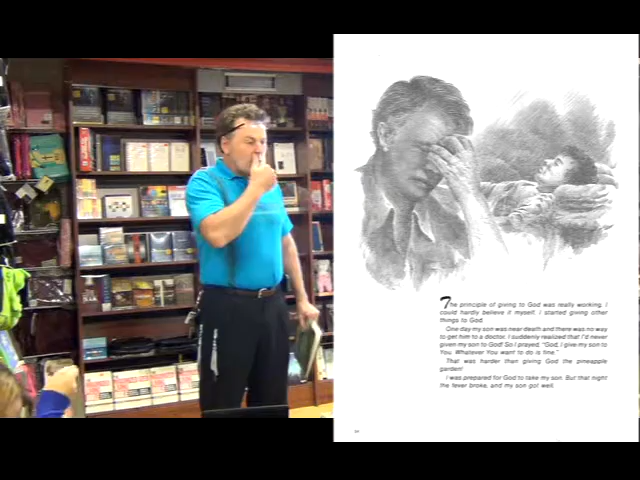 The principle of giving to God was really working; I
could hardly believe it myself. I started giving other
things to God.
One day my son was near death and there was no way
to get him to a doctor. I suddenly realized that I'd never
given my son to God! So I prayed, "God, I give my son to
You. Whatever You want to do is fine."
That was harder than giving God the pineapple
garden!
I was prepared for God to take my son. But that night
the fever broke, and my son got well.